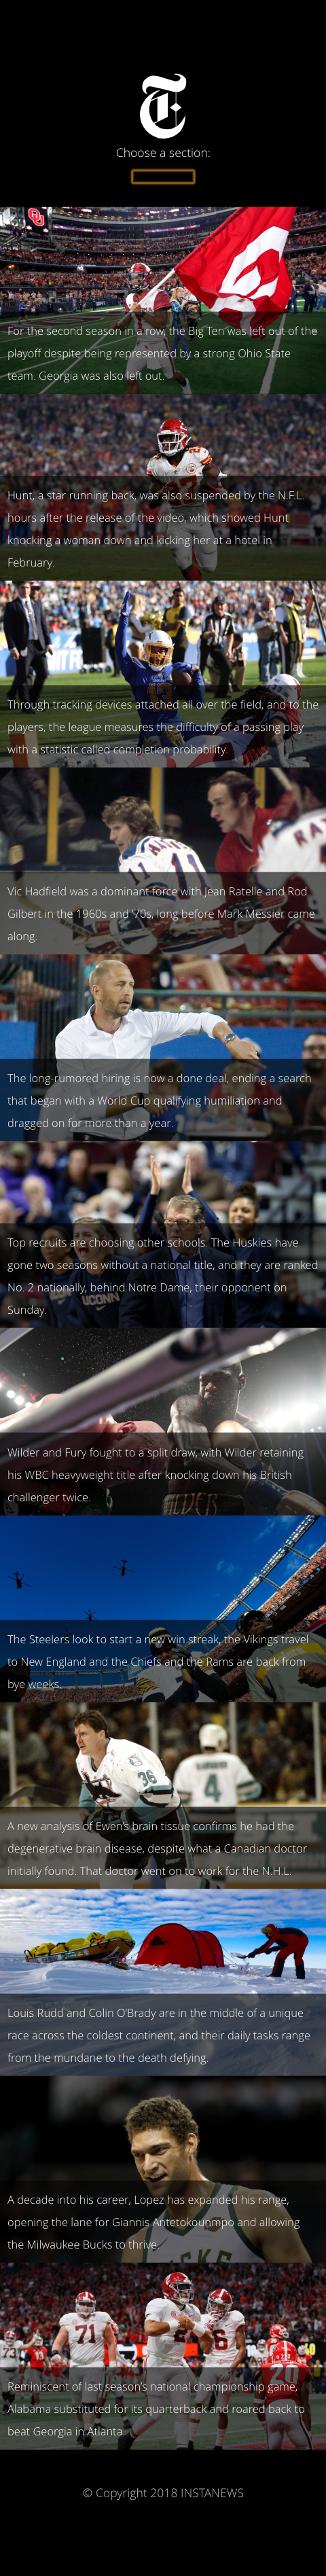 T
Choose a section:
For the second season in a row, the Big Ten was left out of the
playoff despite being represented by a strong Ohio State
team. Georgia was also left out.
Hunt, a star running back, was also suspended by the N.F.L.
hours after the release of the video, which showed Hunt
knocking a woman down and kicking her at a hotel in
February.
Through tracking devices attached all over the field, and to the
players, the league measures the difficulty of a passing play
with a statistic called completion probability.
11
11
Vic Hadfield was a dominant force with Jean Ratelle and Rod
Gilbert in the 1960s and ’70s, long before Mark Messier came
along.
The long-rumored hiring is now a done deal, ending a search
that began with a World Cup qualifying humiliation and
dragged on for more than a year.
Top recruits are choosing other schools. The Huskies have
gone two seasons without a national title, and they are ranked
No. 2 nationally, behind Notre Dame, their opponent on
Sunday.
UCONN
Wilder and Fury fought to a split draw, with Wilder retaining
his WBC heavyweight title after knocking down his British
challenger twice.
The Steelers look to start a new win streak, the Vikings travel
to New England and the Chiefs and the Rams are back from
bye weeks.
36
4
A new analysis of Ewen’s brain tissue confirms he had the
degenerative brain disease, despite what a Canadian doctor
initially found. That doctor went on to work for the N.H.L.
Louis Rudd and Colin O’Brady are in the middle of a unique
race across the coldest continent, and their daily tasks range
from the mundane to the death defying.
A decade into his career, Lopez has expanded his range,
opening the lane for Giannis Antetokounmpo and allowing
the Milwaukee Bucks to thrive.
73
71
2
6
Reminiscent of last season’s national championship game,
Alabama substituted for its quarterback and roared back to
beat Georgia in Atlanta.
© Copyright 2018 INSTANEWS